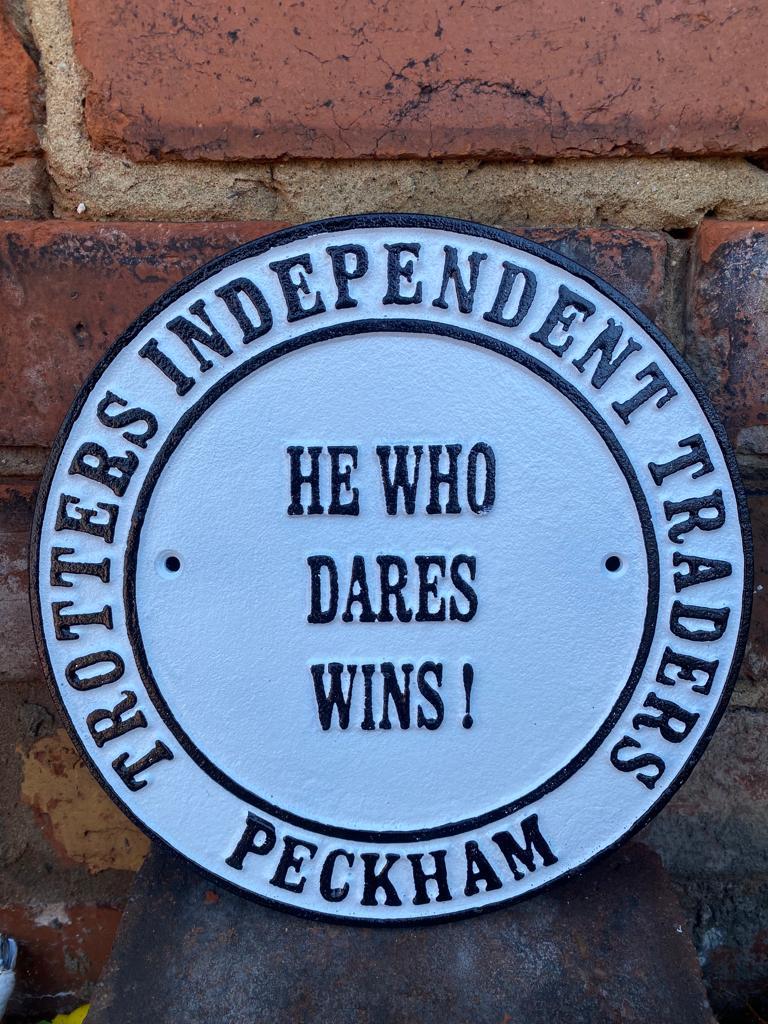 TROTTERS INDEPENDENT TRADERS
HE WHO
DARES
WINS !
PECKHAM